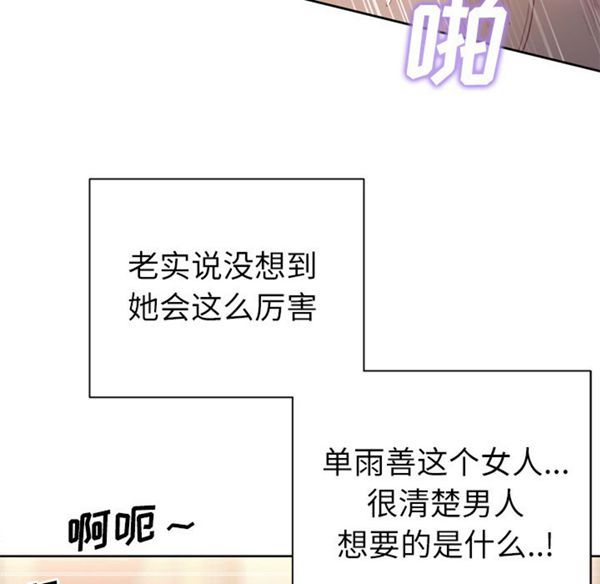 啪
老实说没想到
她会这么厉害
单雨善这个女人...
很清楚男人
想要的是什么..!
啊呃~